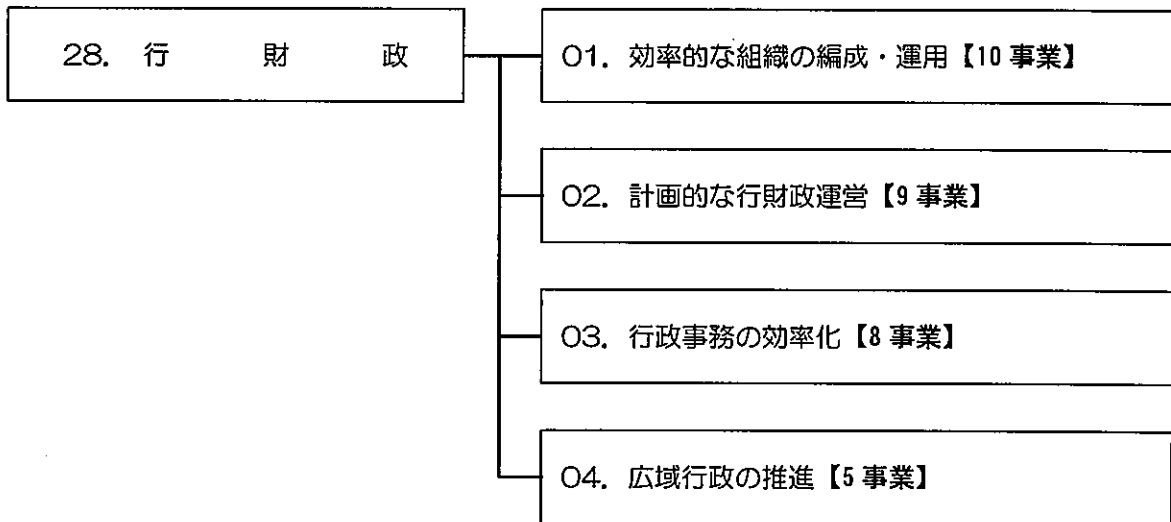 28. 行財政
01. 効率的な組織の編成・運用【10 事業】
02. 計画的な行財政運営【9 事業】
03. 行政事務の効率化【8 事業】
04. 広域行政の推進【5 事業】